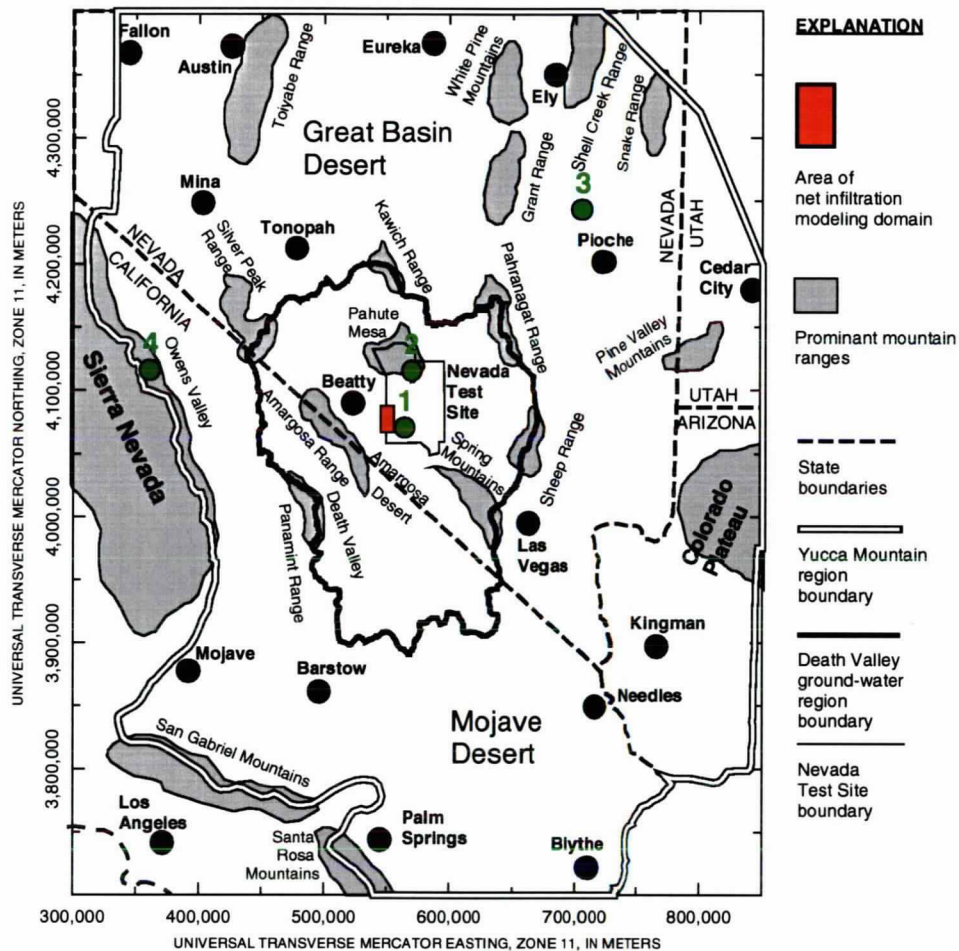 Fallon
Austin
Toiyabe Range
Eureka
White Pine
Mountains
Ely
Shell Creek Range
Snake Range
Great Basin
Desert
Grant Range
3
Mina
Silver Peak
Range
Tonopah
Kawich Range
Pioche
NEVADA
UTAH
Cedar
City
NEVADA
CALIFORNIA
Pahranagat Range
Pahute
Mesa
2
Pine Valley
Mountains
4
Owens Valley
Sierra Nevada
Beatty
1
Nevada
Test
Site
UTAH
ARIZONA
Amargosa Range
Amargosa
Desert
Spring
Mountains
Sheep Range
Death Valley
Panamint Range
Las
Vegas
Colorado
Plateau
Kingman
Mojave
Barstow
Needles
Mojave
Desert
San Gabriel Mountains
Los
Angeles
Santa
Rosa
Mountains
Palm
Springs
Blythe
4,300,000
4,200,000
4,100,000
4,000,000
3,900,000
3,800,000
UNIVERSAL TRANSVERSE MERCATOR NORTHING, ZONE 11, IN METERS
300,000 400,000 500,000 600,000 700,000 800,000
UNIVERSAL TRANSVERSE MERCATOR EASTING, ZONE 11, IN METERS
EXPLANATION
Area of
net infiltration
modeling domain
Prominant mountain
ranges
State
boundaries
Yucca Mountain
region
boundary
Death Valley
ground-water
region
boundary
Nevada
Test Site
boundary